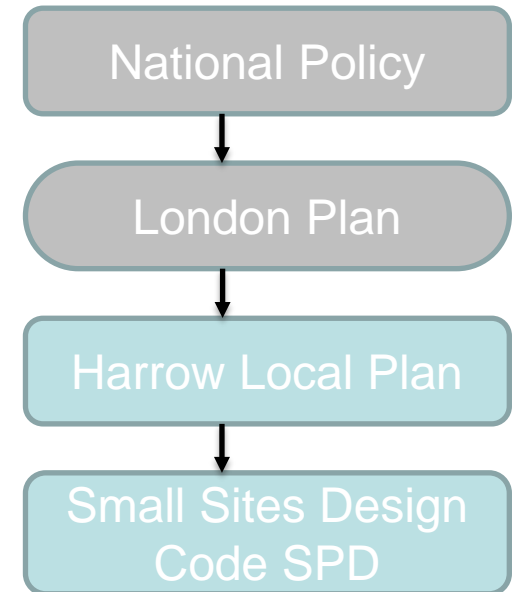 National Policy
London Plan
Harrow Local Plan
Small Sites Design
Code SPD